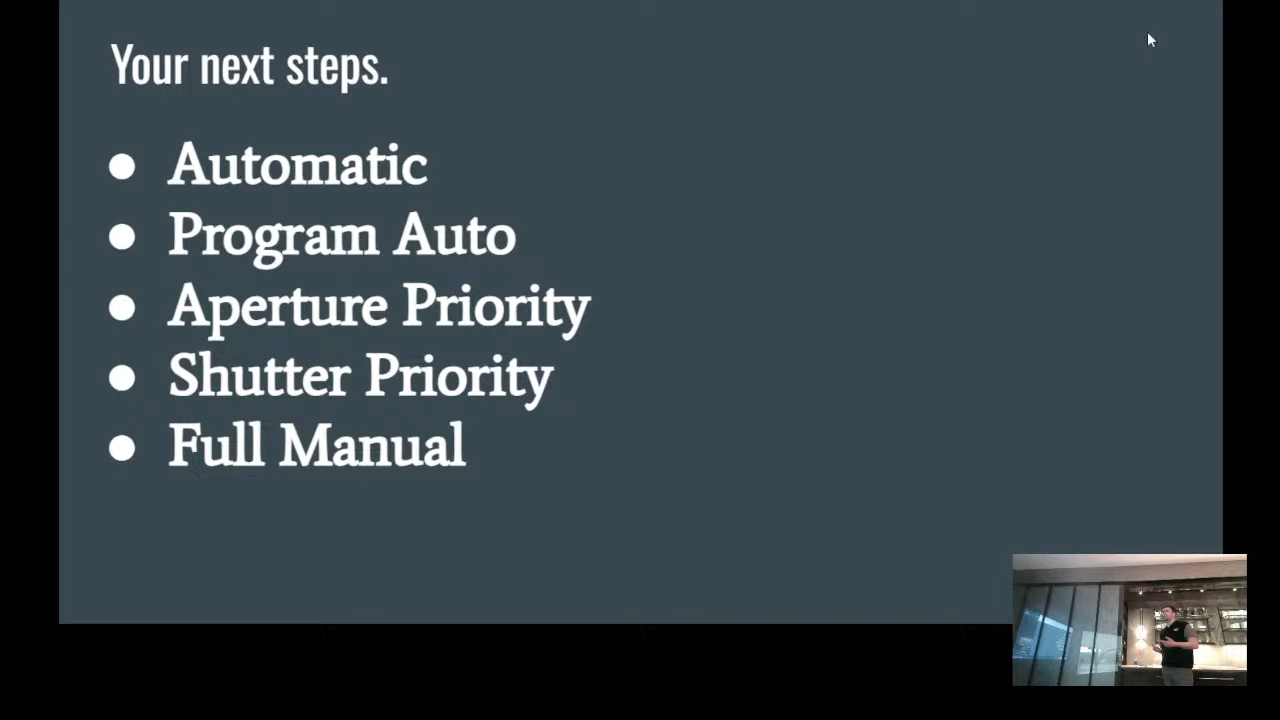 Your next steps.
● Automatic
● Program Auto
● Aperture Priority
● Shutter Priority
● Full Manual